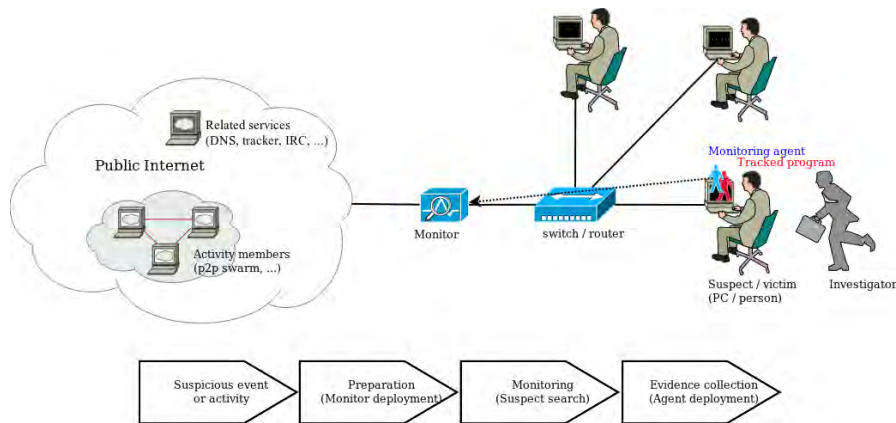 Related services
(DNS, tracker, IRC, ...)
Public Internet
Activity members
(p2p swarm, ...)
Monitor
switch / router
Monitoring agent
Tracked program
Suspect / victim
(PC / person)
Investigator
Suspicious event
or activity
Preparation
(Monitor deployment)
Monitoring
(Suspect search)
Evidence collection
(Agent deployment)